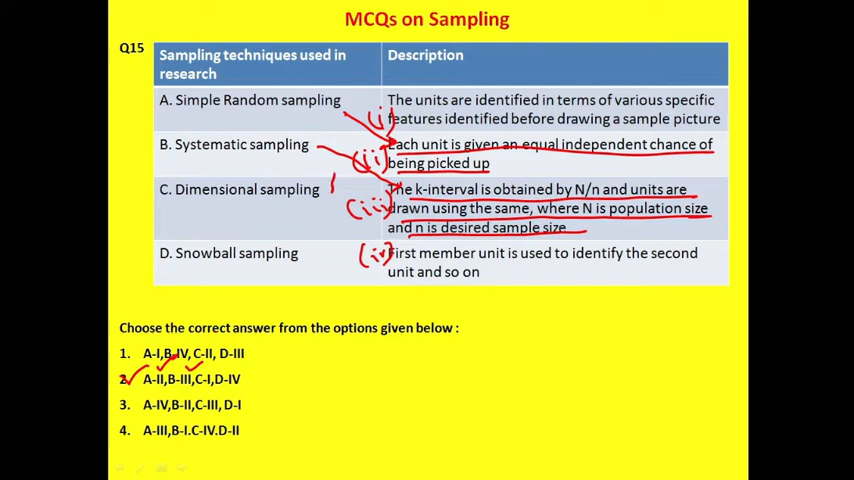 MCQs on Sampling
Q15
Sampling techniques used in research
Description
A. Simple Random sampling
(i)
The units are identified in terms of various specific
features identified before drawing a sample picture
B. Systematic sampling
(ii)
Each unit is given an equal independent chance of
being picked up
C. Dimensional sampling
(iii)
The k-interval is obtained by N/n and units are
drawn using the same, where N is population size
and n is desired sample size
D. Snowball sampling
(iv)
First member unit is used to identify the second
unit and so on
Choose the correct answer from the options given below :
1. A-I,B-IV, C-II, D-III
2. A-II,B-III,C-I,D-IV
3. A-IV,B-II,C-III, D-I
4. A-III,B-I.C-IV.D-II